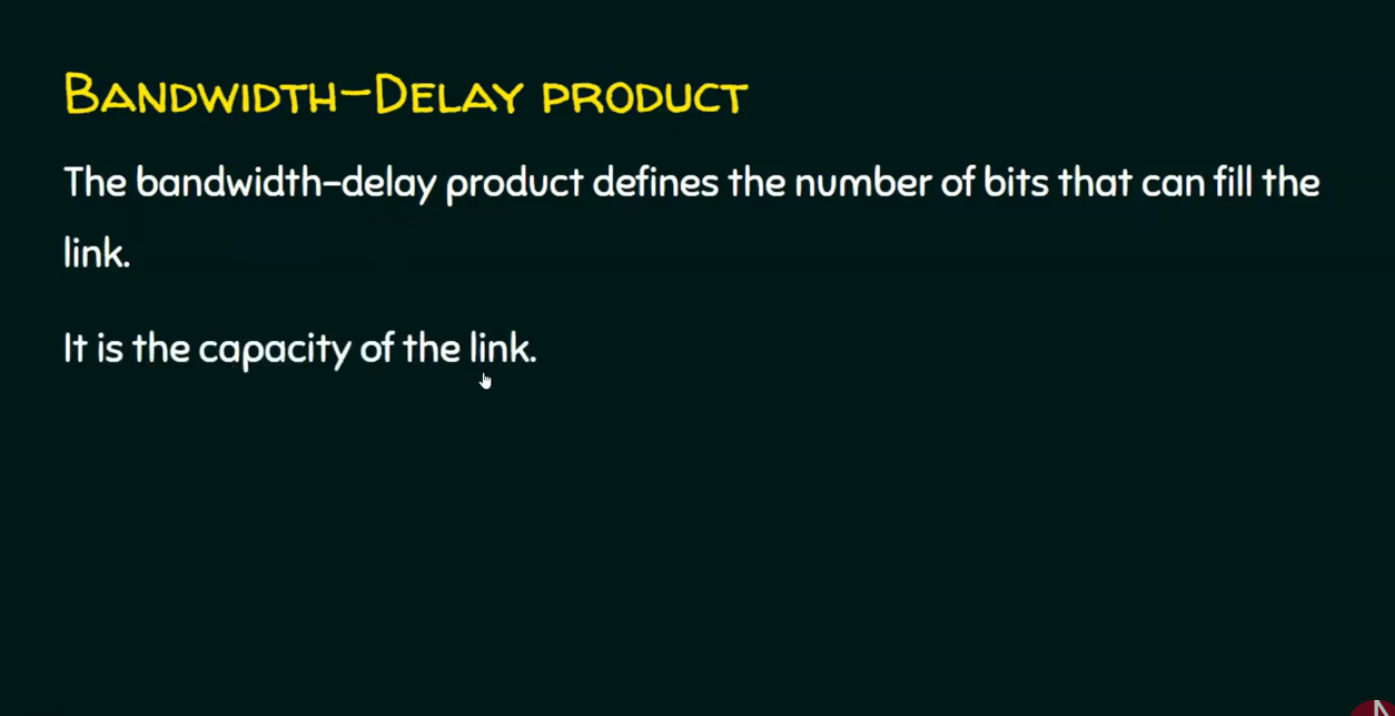 BANDWIDTH-DELAY PRODUCT
The bandwidth-delay product defines the number of bits that can fill the
link.
It is the capacity of the link.